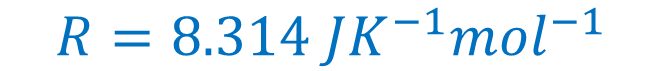 R = 8.314 JK⁻¹mol⁻¹